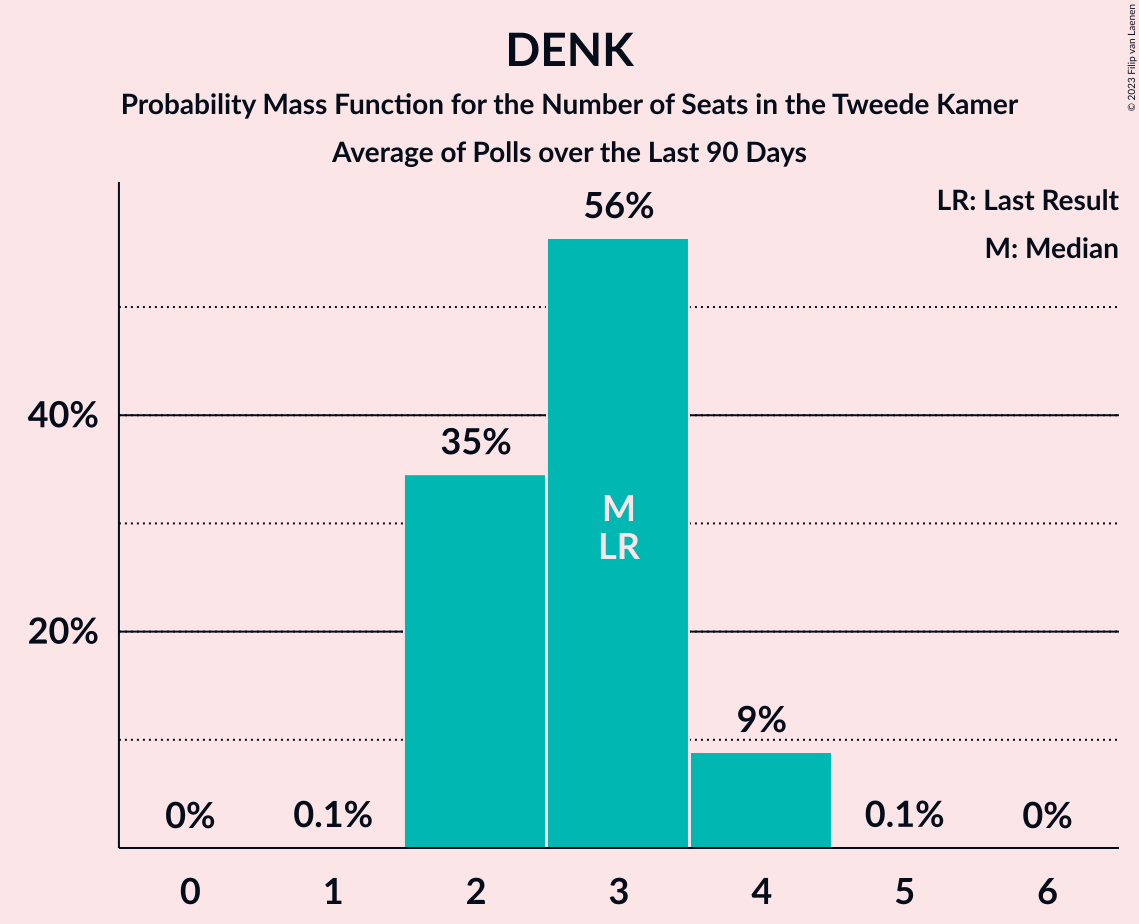 DENK
Probability Mass Function for the Number of Seats in the Tweede Kamer
Average of Polls over the Last 90 Days
© 2023 Filip van Laenen
LR: Last Result
M: Median
56%
40%
35%
M
LR
20%
9%
0%
0.1%
0.1%
0%
0 1 2 3 4 5 6